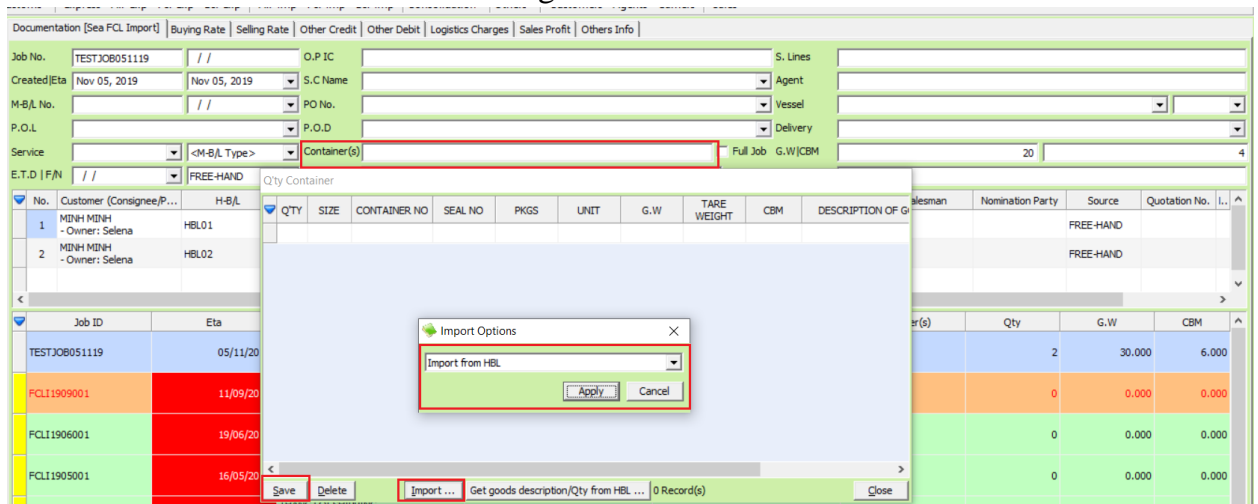 Documentation [Sea FCL Import] Buying Rate Selling Rate Other Credit Other Debit Logistics Charges Sales Profit Others Info
Job No. TESTJOB051119 / / O.P IC S. Lines
Created|Eta Nov 05, 2019 Nov 05, 2019 S.C Name Agent
M-B/L No. / / PO No. Vessel
P.O.L P.O.D Delivery
Service <M-B/L Type> Container(s) Full Job G.W|CBM 20 4
E.T.D | F/N / / FREE-HAND
Q'ty Container
No. Customer (Consignee/P... H-B/L Q'TY SIZE CONTAINER NO SEAL NO PKGS UNIT G.W TARE WEIGHT CBM DESCRIPTION OF G alesman Nomination Party Source Quotation No. I..
1 MINH MINH
- Owner: Selena HBL01 FREE-HAND
2 MINH MINH
- Owner: Selena HBL02 FREE-HAND
Job ID Eta er(s) Qty G.W CBM
Import Options
TESTJOB051119 05/11/20 2 30.000 6.000
Import from HBL
Apply Cancel
FCLI1909001 11/09/20 0 0.000 0.000
FCLI1906001 19/06/20 0 0.000 0.000
FCLI1905001 16/05/20 0 0.000 0.000
Save Delete Import ... Get goods description/Qty from HBL ... 0 Record(s) Close